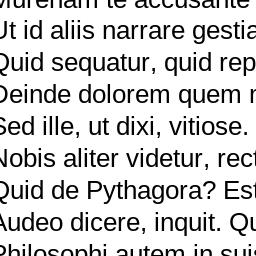 Murenam te accusante
Ut id aliis narrare gestia
Quid sequatur, quid rep
Deinde dolorem quem
Sed ille, ut dixi, vitiose.
Nobis aliter videtur, rect
Quid de Pythagora? Est
Audeo dicere, inquit. Qu
Philosophi autem in suis